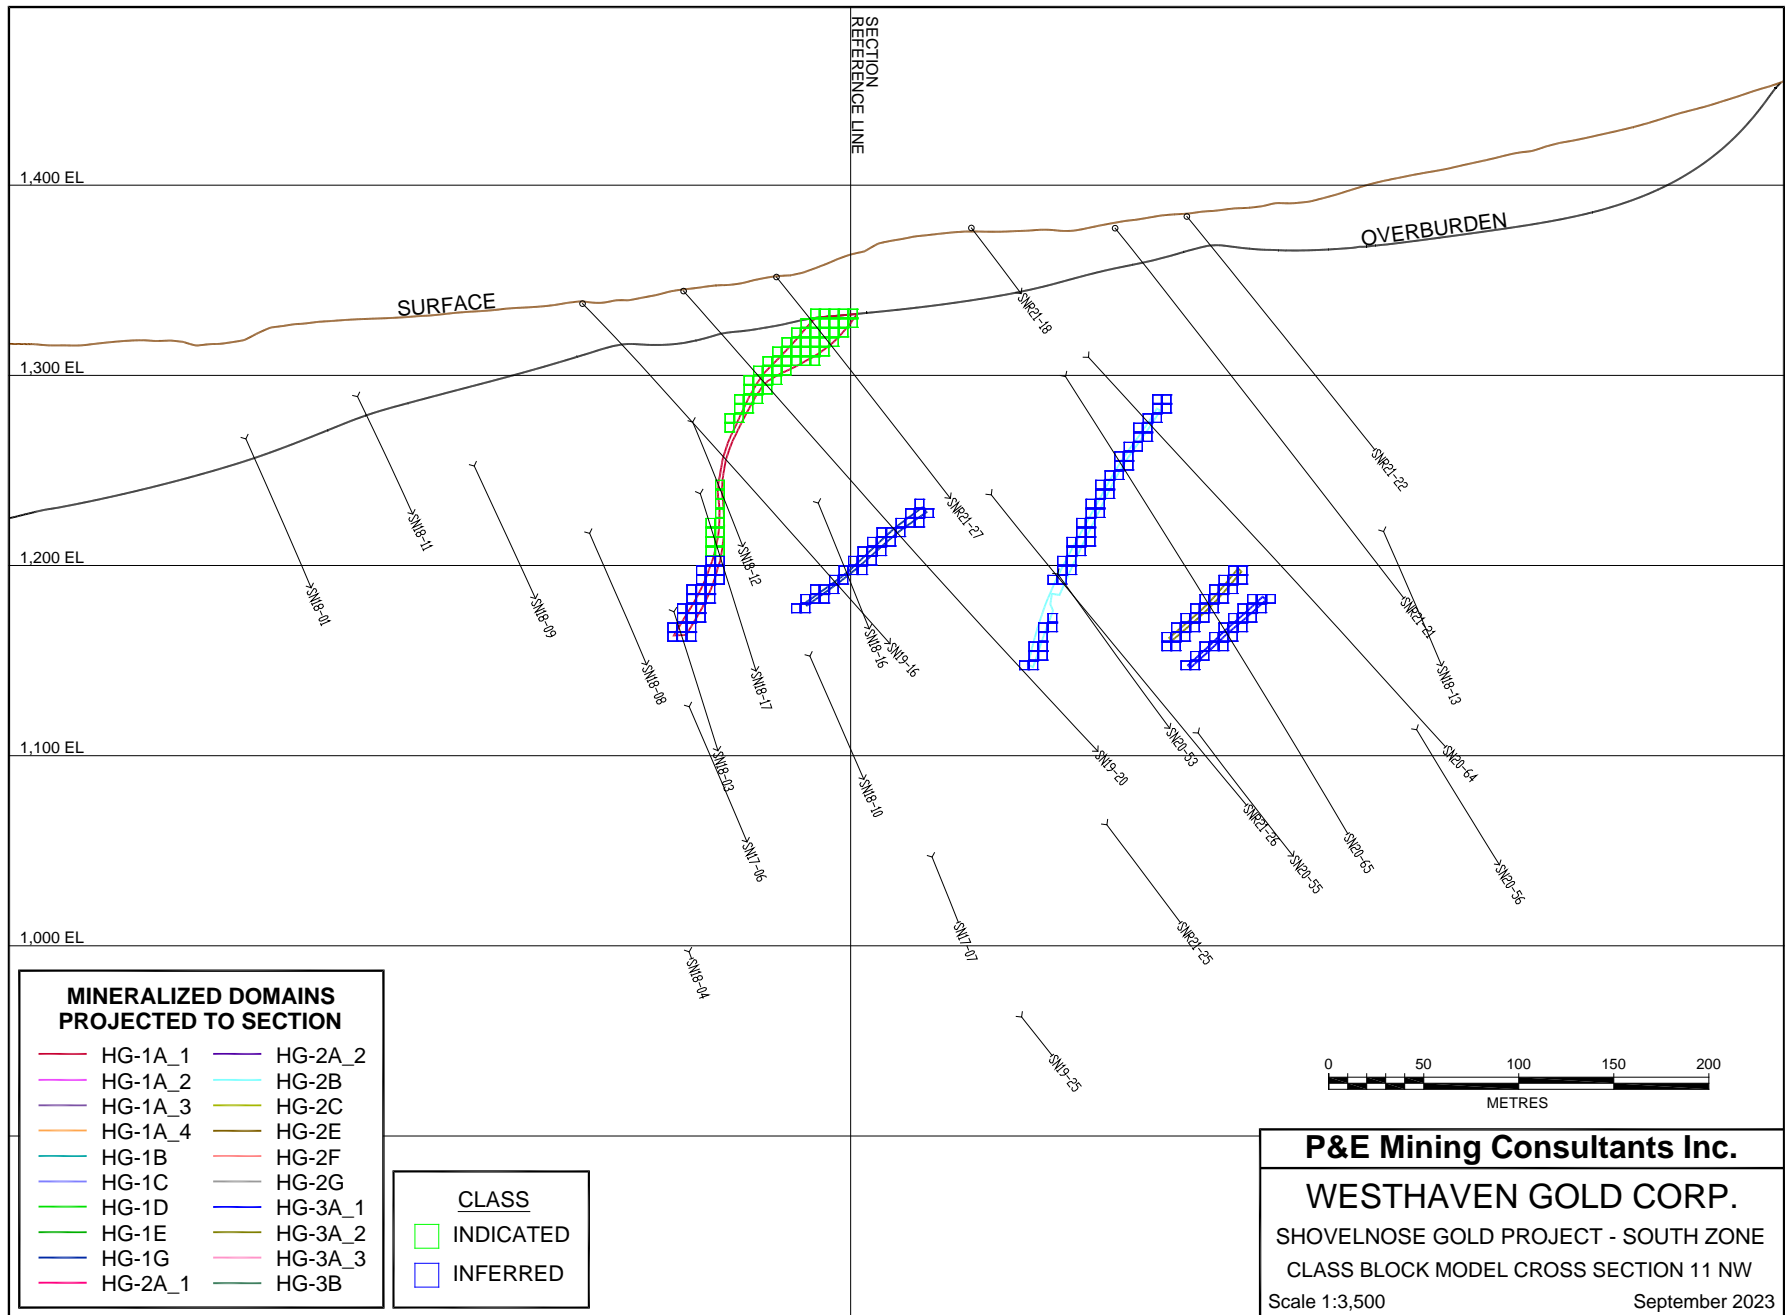 SECTION
REFERENCE LINE
1,400 EL
OVERBURDEN
SURFACE
SNR21-18
1,300 EL
SNR21-22
SNR21-27
SN18-11
1,200 EL
SN18-12
SN18-01
SN18-09
SNR21-21
SN18-16
SN19-16
SN18-08
SN18-17
SN18-13
1,100 EL
SN20-53
SN19-20
SN20-64
SN18-03
SN18-10
SNR21-26
SN20-65
SN17-06
SN20-55
SN20-56
SN17-07
SNR21-25
1,000 EL
SN18-04
SN19-25
MINERALIZED DOMAINS
PROJECTED TO SECTION
HG-1A_1 HG-2A_2
HG-1A_2 HG-2B
HG-1A_3 HG-2C
HG-1A_4 HG-2E
HG-1B HG-2F
HG-1C HG-2G
HG-1D HG-3A_1
HG-1E HG-3A_2
HG-1G HG-3A_3
HG-2A_1 HG-3B
CLASS
INDICATED
INFERRED
0 50 100 150 200
METRES
P&E Mining Consultants Inc.
WESTHAVEN GOLD CORP.
SHOVELNOSE GOLD PROJECT - SOUTH ZONE
CLASS BLOCK MODEL CROSS SECTION 11 NW
Scale 1:3,500 September 2023